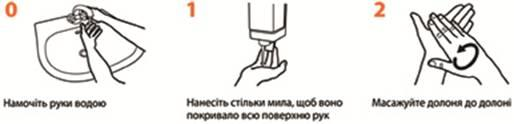 0 1 2
Намочіть руки водою
Нанесіть стільки мила, щоб воно
покривало всю поверхню рук
Масажуйте долоня до долоні